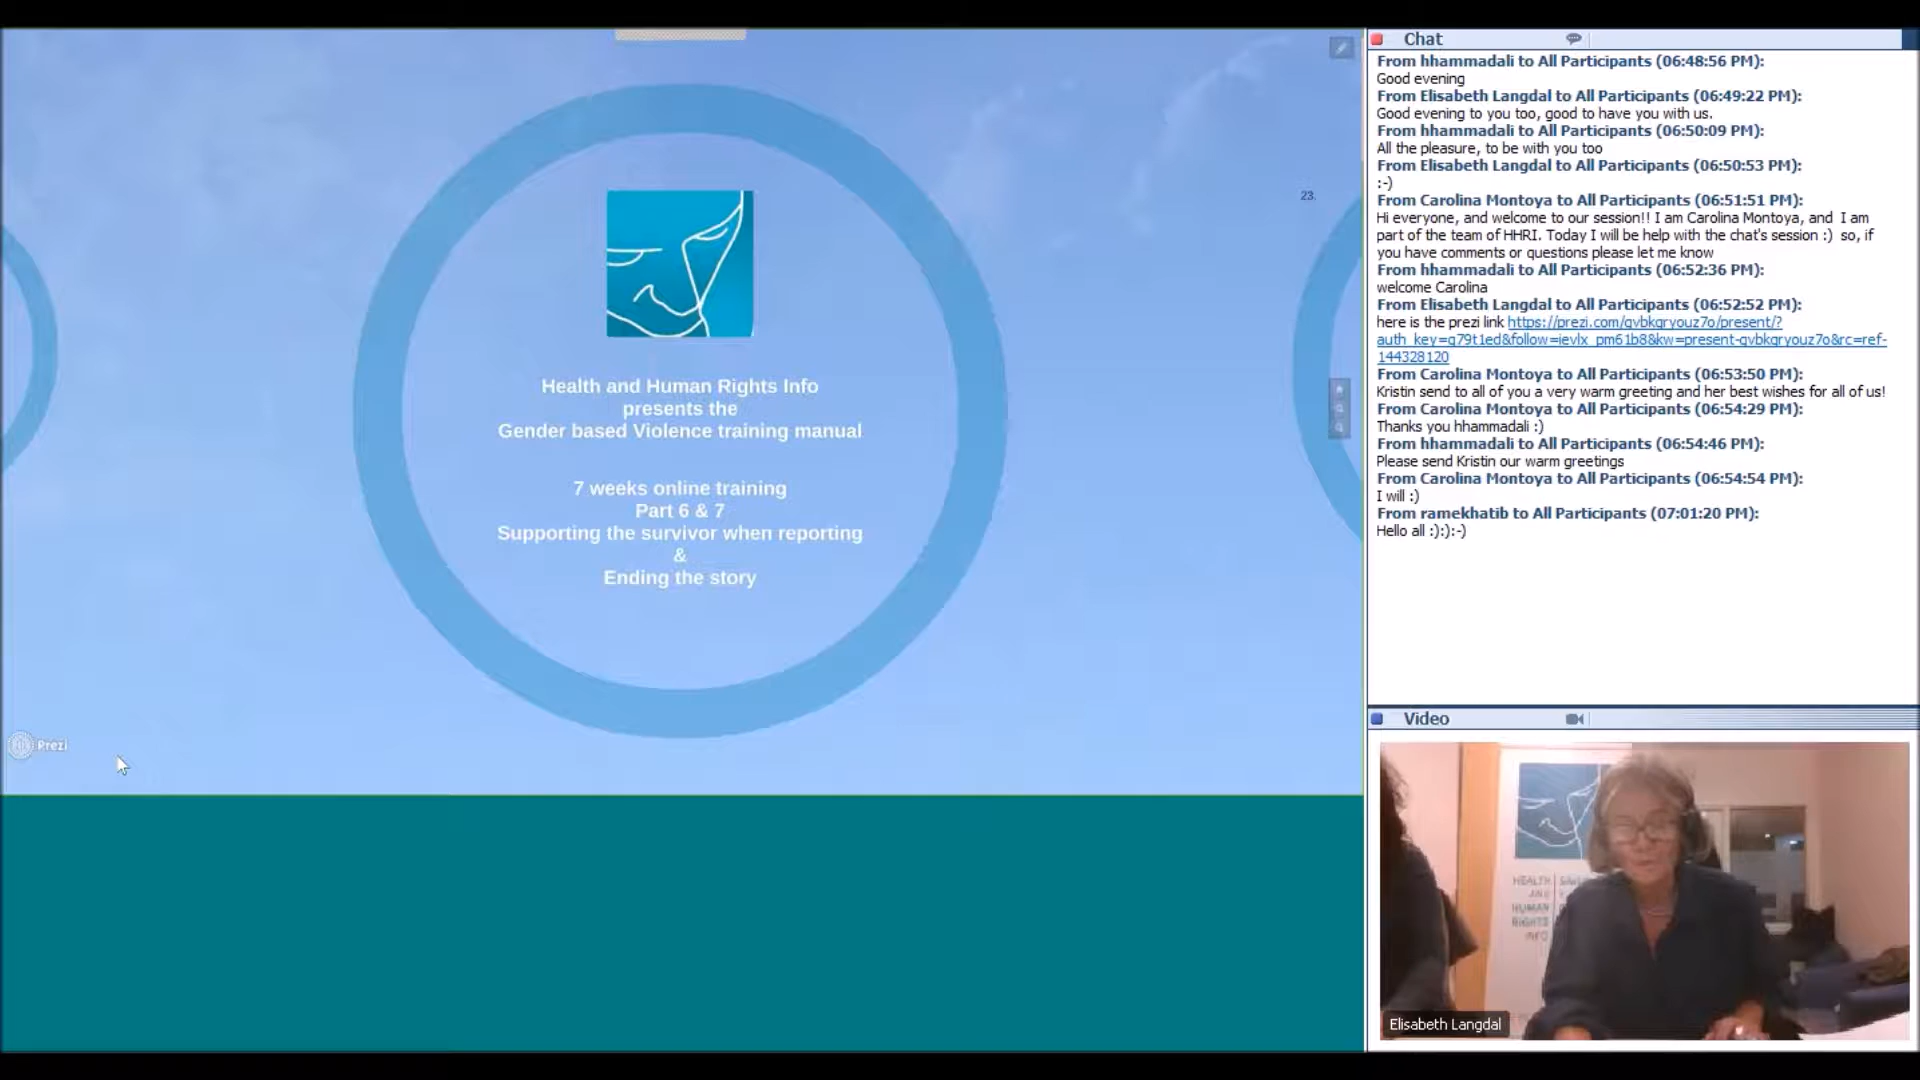 23.
Health and Human Rights Info
presents the
Gender based Violence training manual
7 weeks online training
Part 6 & 7
Supporting the survivor when reporting
&
Ending the story
Prezi
Chat
From hhammadali to All Participants (06:48:56 PM):
Good evening
From Elisabeth Langdal to All Participants (06:49:22 PM):
Good evening to you too, good to have you with us.
From hhammadali to All Participants (06:50:09 PM):
All the pleasure, to be with you too
From Elisabeth Langdal to All Participants (06:50:53 PM):
:-)
From Carolina Montoya to All Participants (06:51:51 PM):
Hi everyone, and welcome to our session!! I am Carolina Montoya, and I am
part of the team of HHRI. Today I will be help with the chat's session :) so, if
you have comments or questions please let me know
From hhammadali to All Participants (06:52:36 PM):
welcome Carolina
From Elisabeth Langdal to All Participants (06:52:52 PM):
here is the prezi link https://prezi.com/gvbkgryouz7o/present/?
auth_key=g79t1ed&follow=ievlx_pm61b8&kw=present-gvbkgryouz7o&rc=ref-
144328120
From Carolina Montoya to All Participants (06:53:50 PM):
Kristin send to all of you a very warm greeting and her best wishes for all of us!
From Carolina Montoya to All Participants (06:54:29 PM):
Thanks you hhammadali :)
From hhammadali to All Participants (06:54:46 PM):
Please send Kristin our warm greetings
From Carolina Montoya to All Participants (06:54:54 PM):
I will :)
From ramekhatib to All Participants (07:01:20 PM):
Hello all :):):-)
Video
HEALTH
AND
HUMAN
RIGHTS
INFO
Elisabeth Langdal